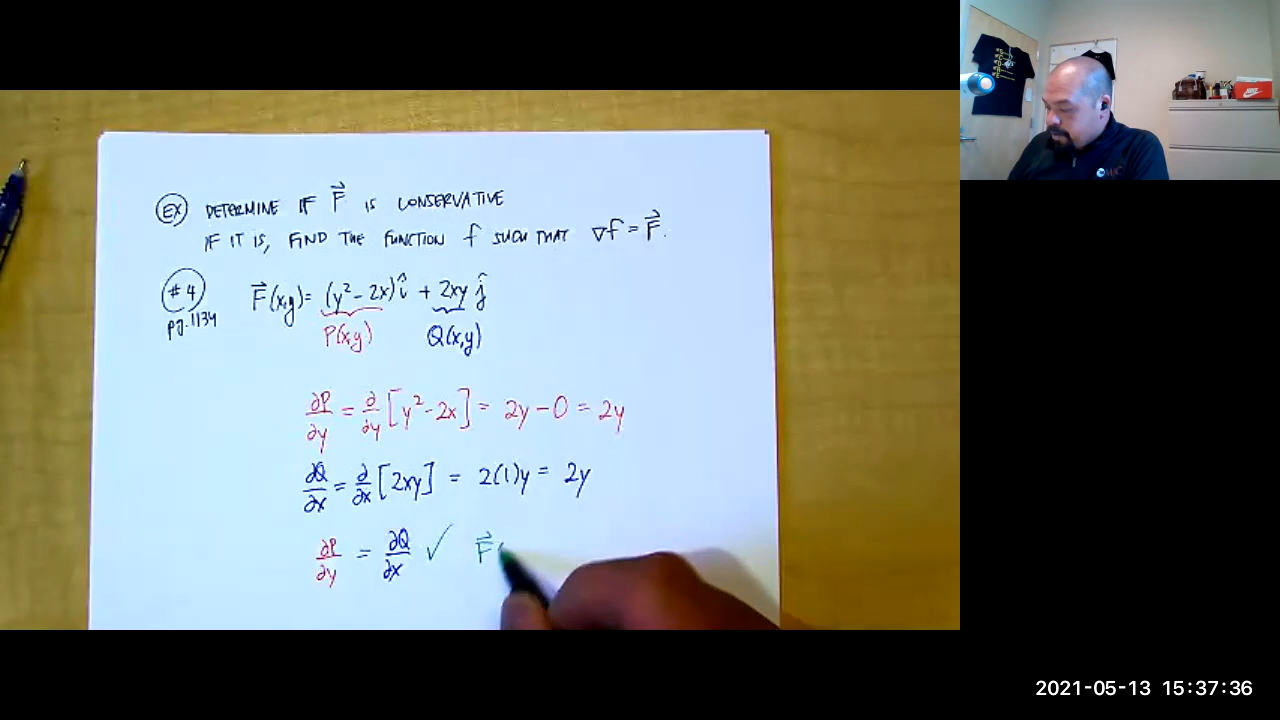 EX DETERMINE IF F⃗ IS CONSERVATIVE
IF IT IS, FIND THE FUNCTION f SUCH THAT ∇f = F⃗.
#4 F⃗(x,y) = (y² - 2x) î + 2xy ĵ
pg. 1134 P(x,y) Q(x,y)
∂P/∂y = ∂/∂y [y² - 2x] = 2y - 0 = 2y
∂Q/∂x = ∂/∂x [2xy] = 2(1)y = 2y
∂P/∂y = ∂Q/∂x ✓ F⃗(
2021-05-13 15:37:36